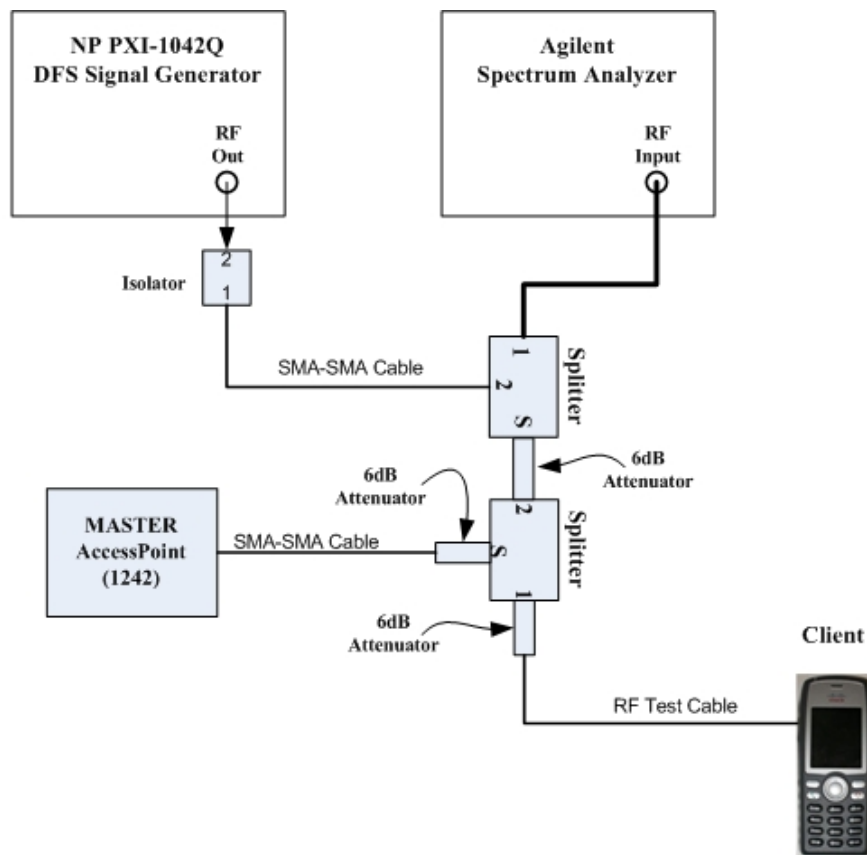 NP PXI-1042Q
DFS Signal Generator
RF
Out
Agilent
Spectrum Analyzer
RF
Input
2
1
Isolator
1
2
S
Splitter
SMA-SMA Cable
6dB
Attenuator
6dB
Attenuator
MASTER
AccessPoint
(1242)
SMA-SMA Cable
2
S
1
Splitter
6dB
Attenuator
Client
RF Test Cable